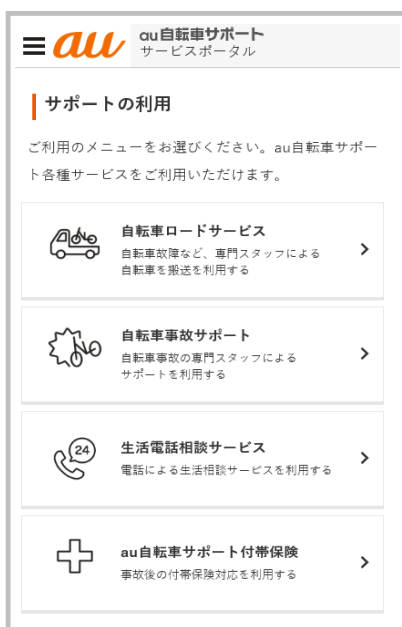 au
au自転車サポート
サービスポータル
サポートの利用
ご利用のメニューをお選びください。au自転車サポー
ト各種サービスをご利用いただけます。
自転車ロードサービス
自転車故障など、専門スタッフによる
自転車を搬送を利用する
自転車事故サポート
自転車事故の専門スタッフによる
サポートを利用する
24
生活電話相談サービス
電話による生活相談サービスを利用する
au自転車サポート付帯保険
事故後の付帯保険対応を利用する